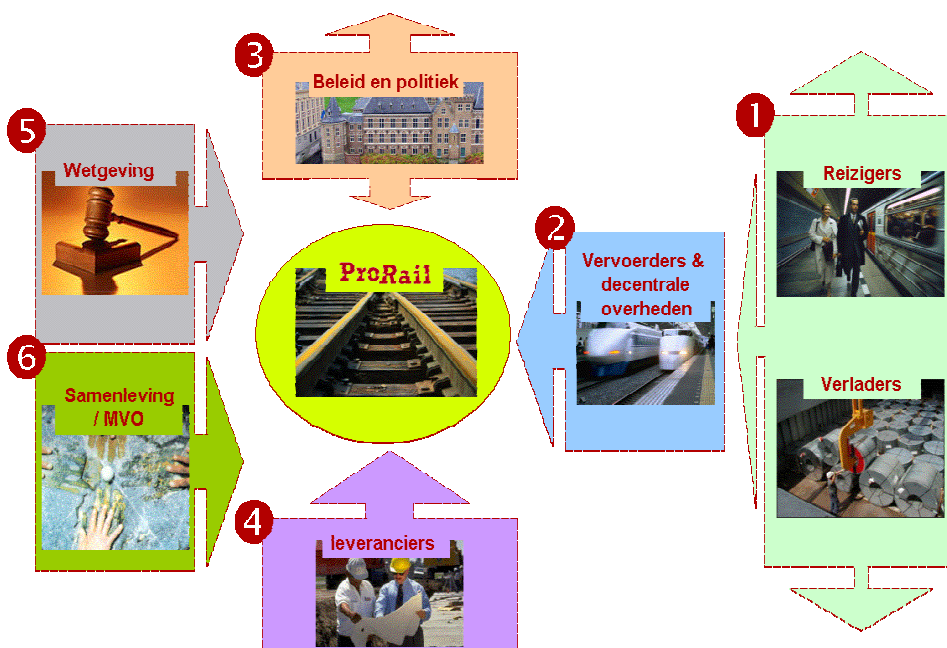 3
Beleid en politiek
5
Wetgeving
1
Reizigers
2
Vervoerders &
decentrale
overheden
ProRail
6
Samenleving
/ MVO
Verladers
4
leveranciers